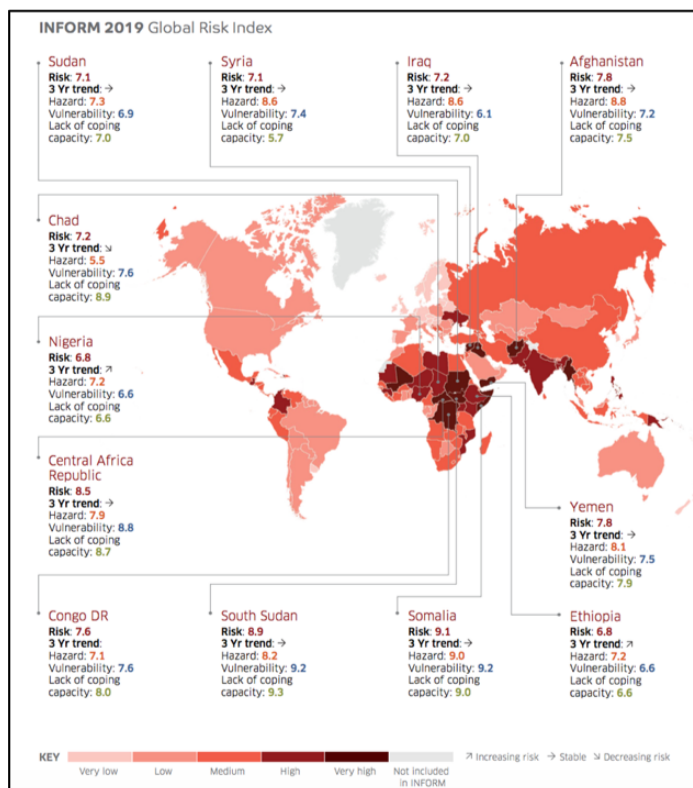 INFORM 2019 Global Risk Index
Sudan
Risk: 7.1
3 Yr trend: →
Hazard: 7.3
Vulnerability: 6.9
Lack of coping
capacity: 7.0
Syria
Risk: 7.1
3 Yr trend: →
Hazard: 8.6
Vulnerability: 7.4
Lack of coping
capacity: 5.7
Iraq
Risk: 7.2
3 Yr trend: →
Hazard: 8.6
Vulnerability: 6.1
Lack of coping
capacity: 7.0
Afghanistan
Risk: 7.8
3 Yr trend: →
Hazard: 8.8
Vulnerability: 7.2
Lack of coping
capacity: 7.5
Chad
Risk: 7.2
3 Yr trend: ↘
Hazard: 5.5
Vulnerability: 7.6
Lack of coping
capacity: 8.9
Nigeria
Risk: 6.8
3 Yr trend: ↗
Hazard: 7.2
Vulnerability: 6.6
Lack of coping
capacity: 6.6
Central Africa
Republic
Risk: 8.5
3 Yr trend: →
Hazard: 7.9
Vulnerability: 8.8
Lack of coping
capacity: 8.7
Yemen
Risk: 7.8
3 Yr trend: →
Hazard: 8.1
Vulnerability: 7.5
Lack of coping
capacity: 7.9
Congo DR
Risk: 7.6
3 Yr trend:
Hazard: 7.1
Vulnerability: 7.6
Lack of coping
capacity: 8.0
South Sudan
Risk: 8.9
3 Yr trend: →
Hazard: 8.2
Vulnerability: 9.2
Lack of coping
capacity: 9.3
Somalia
Risk: 9.1
3 Yr trend: →
Hazard: 9.0
Vulnerability: 9.2
Lack of coping
capacity: 9.0
Ethiopia
Risk: 6.8
3 Yr trend: ↗
Hazard: 7.2
Vulnerability: 6.6
Lack of coping
capacity: 6.6
KEY
Very low
Low
Medium
High
Very high
Not included
in INFORM
↗ Increasing risk → Stable ↘ Decreasing risk